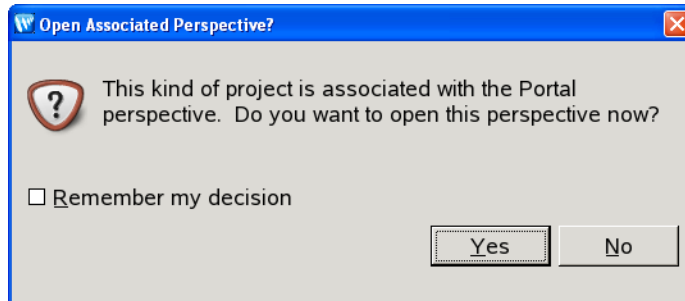 Open Associated Perspective?
This kind of project is associated with the Portal
perspective. Do you want to open this perspective now?
Remember my decision
Yes No